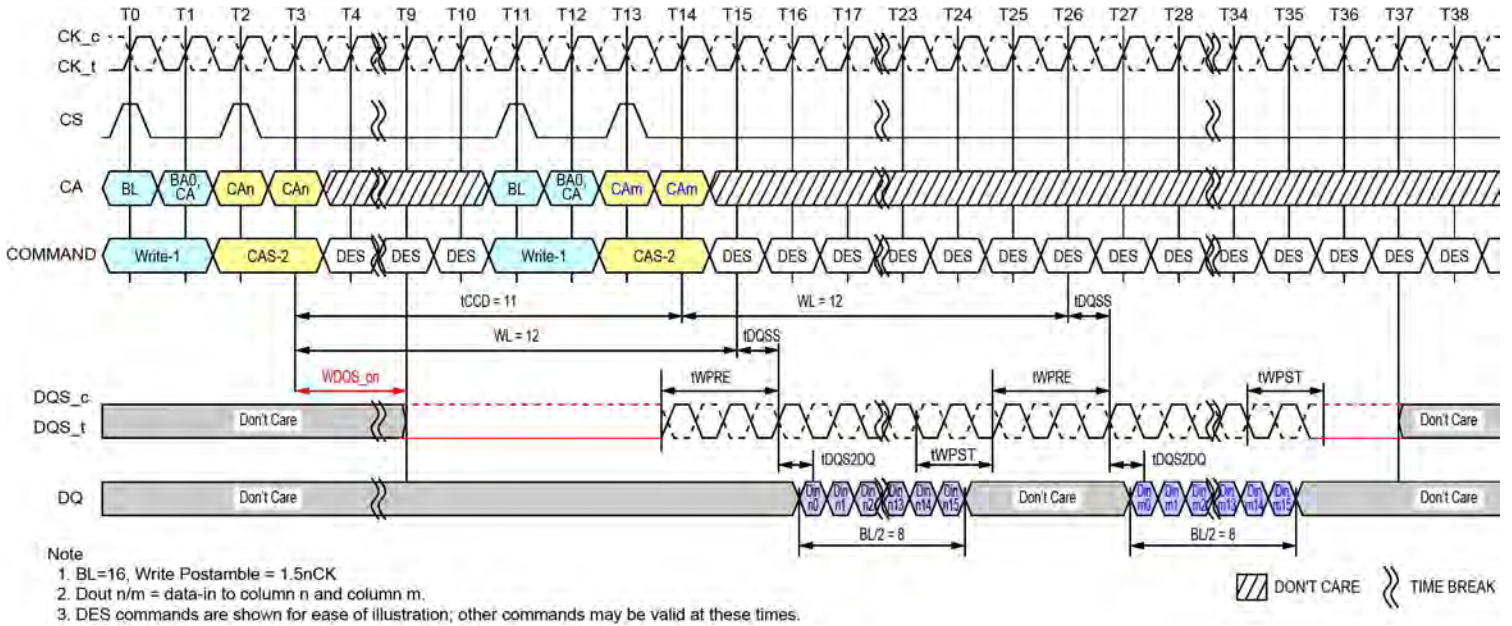 T0 T1 T2 T3 T4 T9 T10 T11 T12 T13 T14 T15 T16 T17 T23 T24 T25 T26 T27 T28 T34 T35 T36 T37 T38
CK_c
CK_t
CS
CA BL BA0, CA CAn CAn BL BA0, CA CAm CAm
COMMAND Write-1 CAS-2 DES DES DES Write-1 CAS-2 DES DES DES DES DES DES DES DES DES DES DES DES DES DES
tCCD = 11 WL = 12 tDQSS
WL = 12 tDQSS
WDQS_on tWPRE tWPRE tWPST
DQS_c
DQS_t Don't Care Don't Care
tDQS2DQ tWPST tDQS2DQ
DQ Don't Care Din n0 Din n1 Din n2 Din n13 Din n14 Din n15 Don't Care Din m0 Din m1 Din m2 Din m13 Din m14 Din m15 Don't Care
BL/2 = 8 BL/2 = 8
Note
1. BL=16, Write Postamble = 1.5nCK
2. Dout n/m = data-in to column n and column m.
3. DES commands are shown for ease of illustration; other commands may be valid at these times.
DON'T CARE TIME BREAK